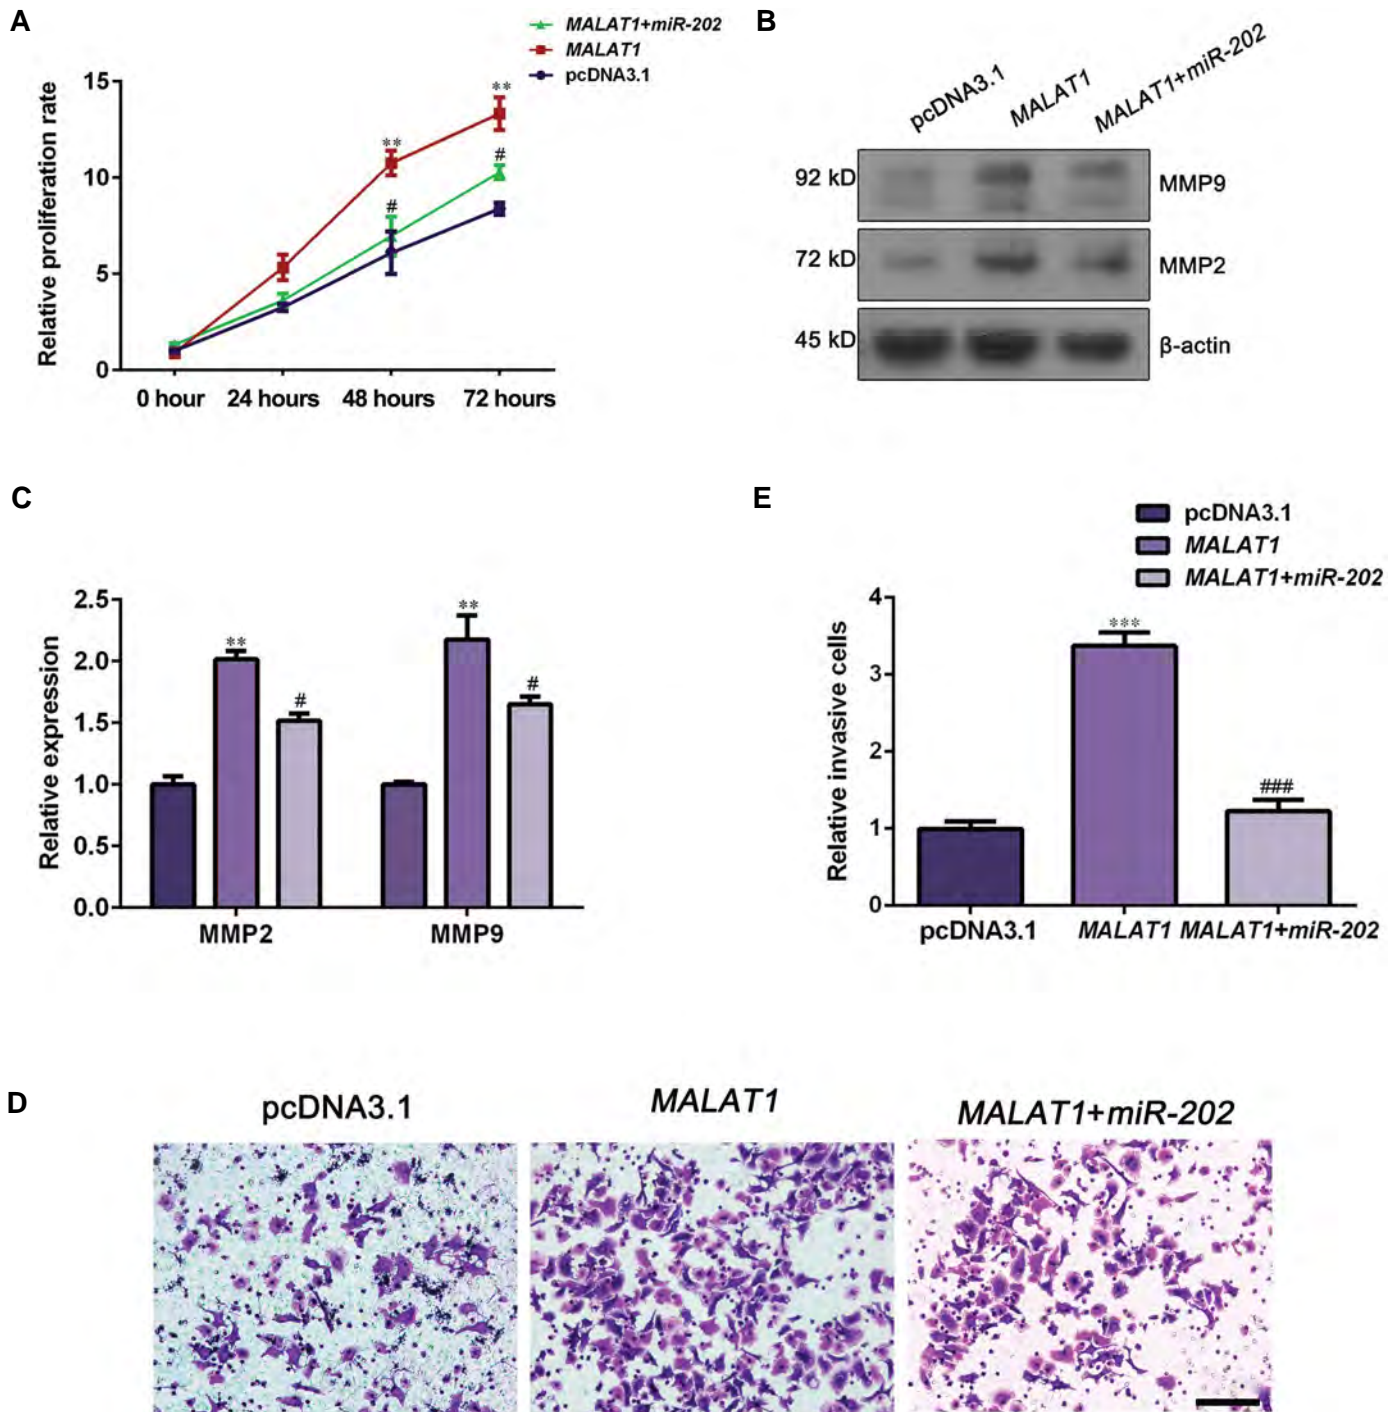 A
MALAT1+miR-202
MALAT1
pcDNA3.1
Relative proliferation rate
15
10
5
0
** 
**
#
#
0 hour 24 hours 48 hours 72 hours
B
pcDNA3.1 MALAT1 MALAT1+miR-202
92 kD MMP9
72 kD MMP2
45 kD β-actin
C
Relative expression
2.5
2.0
1.5
1.0
0.5
0.0
**
#
**
#
MMP2 MMP9
E
pcDNA3.1
MALAT1
MALAT1+miR-202
Relative invasive cells
4
3
2
1
0
***
###
pcDNA3.1 MALAT1 MALAT1+miR-202
D
pcDNA3.1 MALAT1 MALAT1+miR-202